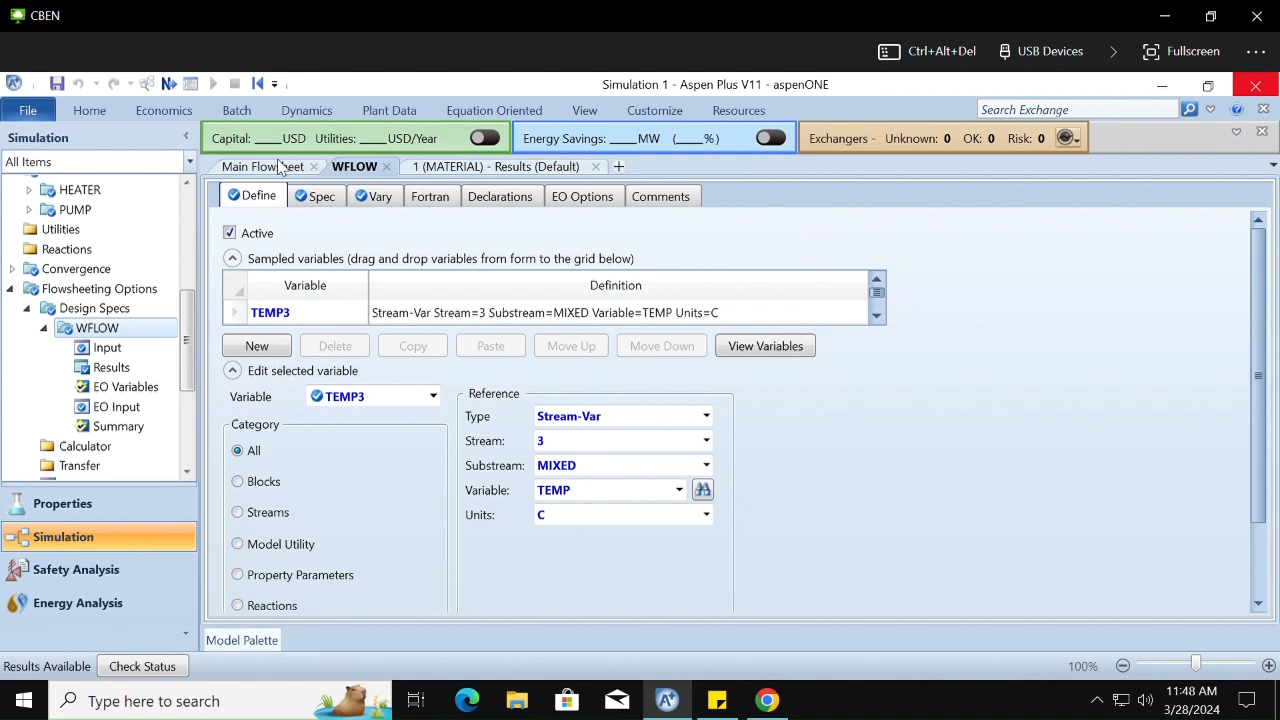 CBEN
Ctrl+Alt+Del USB Devices Fullscreen
Simulation 1 - Aspen Plus V11 - aspenONE
File Home Economics Batch Dynamics Plant Data Equation Oriented View Customize Resources Search Exchange
Simulation Capital: ____USD Utilities: ____USD/Year Energy Savings: ____MW (____%) Exchangers - Unknown: 0 OK: 0 Risk: 0
All Items Main Flowsheet WFLOW 1 (MATERIAL) - Results (Default)
HEATER
PUMP
Utilities
Reactions
Convergence
Flowsheeting Options
Design Specs
WFLOW
Input
Results
EO Variables
EO Input
Summary
Calculator
Transfer
Properties
Simulation
Safety Analysis
Energy Analysis
Define Spec Vary Fortran Declarations EO Options Comments
Active
Sampled variables (drag and drop variables from form to the grid below)
Variable Definition
TEMP3 Stream-Var Stream=3 Substream=MIXED Variable=TEMP Units=C
New Delete Copy Paste Move Up Move Down View Variables
Edit selected variable
Variable TEMP3
Category
All
Blocks
Streams
Model Utility
Property Parameters
Reactions
Reference
Type Stream-Var
Stream: 3
Substream: MIXED
Variable: TEMP
Units: C
Model Palette
Results Available Check Status 100%
Type here to search 11:48 AM
3/28/2024